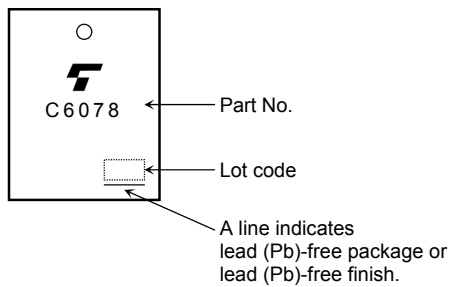 C6078
Part No.
Lot code
A line indicates
lead (Pb)-free package or
lead (Pb)-free finish.